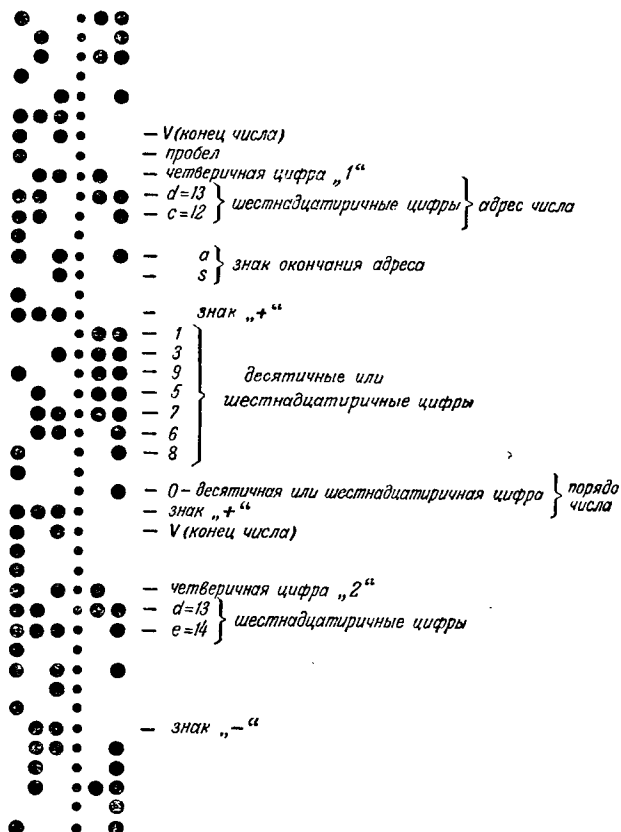 — V (конец числа)
— пробел
— четверичная цифра „1“
— d=13
— c=12
шестнадцатиричные цифры
адрес числа
— a
— s
знак окончания адреса
— знак „+“
— 1
— 3
— 9
— 5
— 7
— 6
— 8
десятичные или
шестнадцатиричные цифры
— 0 – десятичная или шестнадцатиричная цифра
порядо
числа
— знак „+“
— V (конец числа)
— четверичная цифра „2“
— d=13
— e=14
шестнадцатиричные цифры
— знак „—“